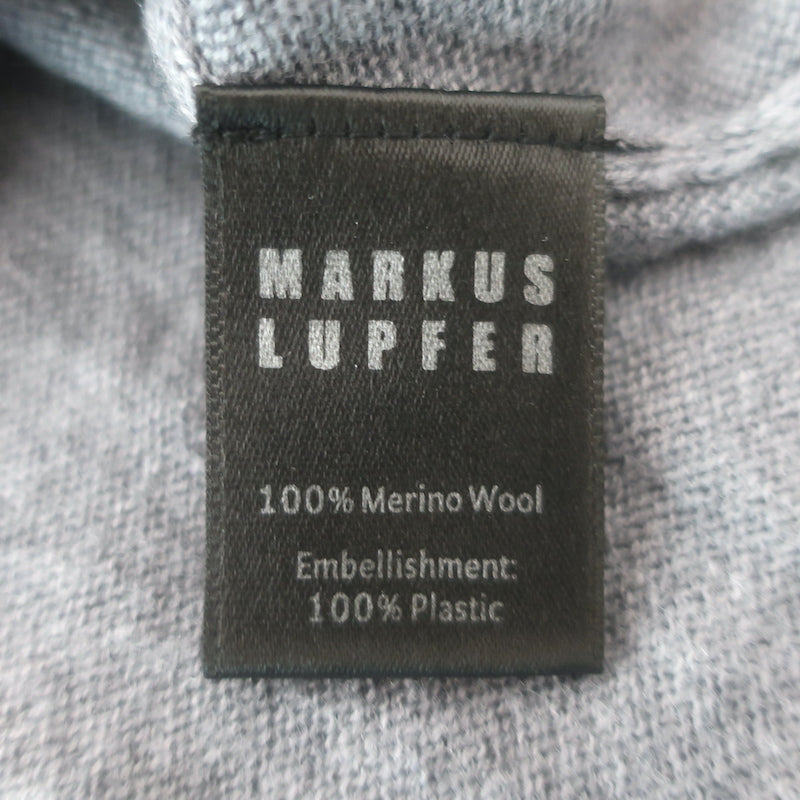 MARKUS
LUPFER
100% Merino Wool
Embellishment:
100% Plastic